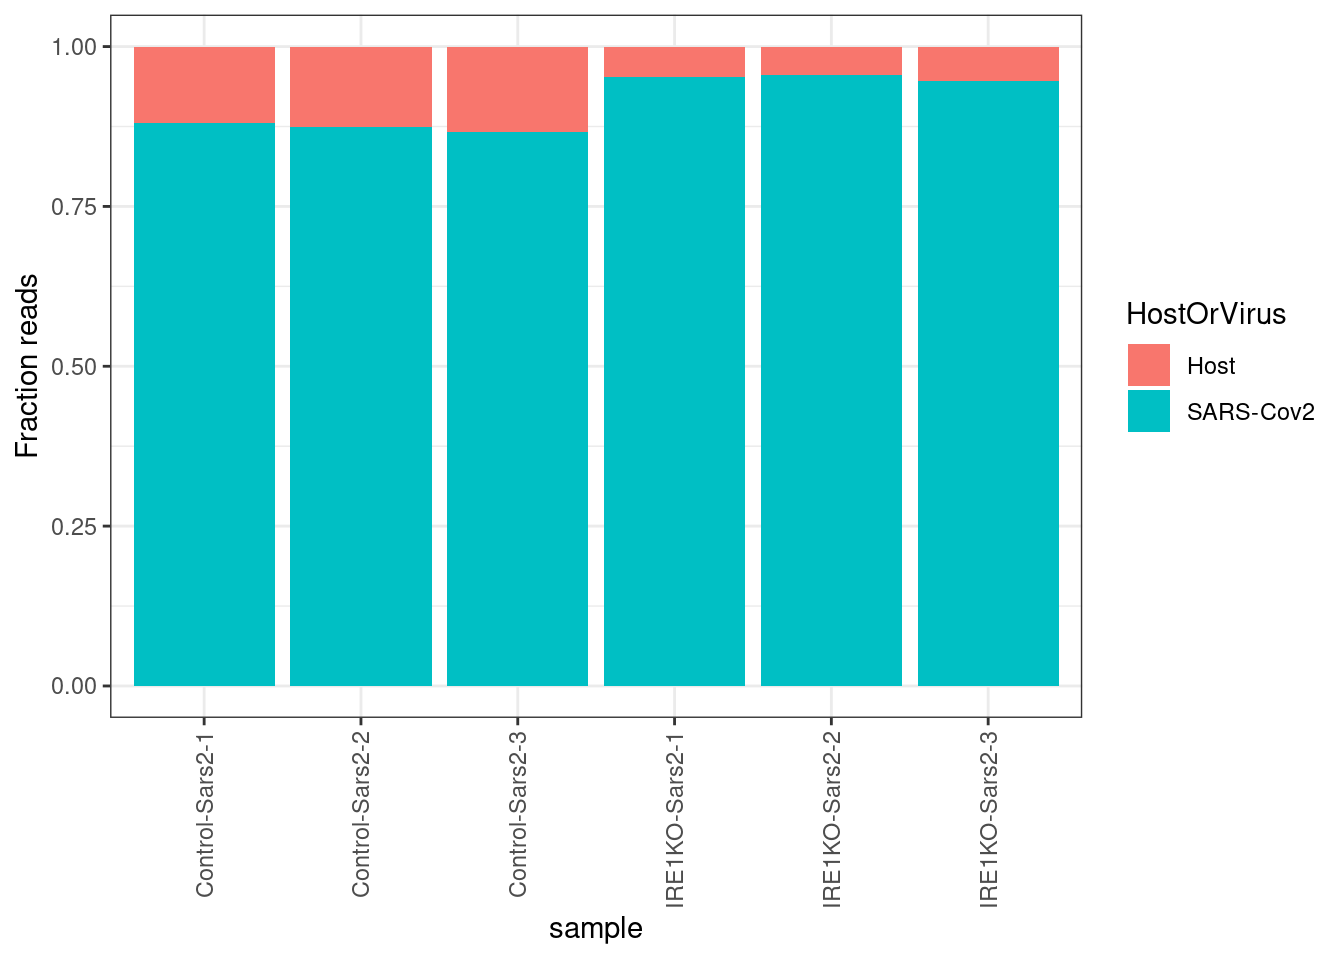 Fraction reads
1.00
0.75
0.50
0.25
0.00
Control-Sars2-1
Control-Sars2-2
Control-Sars2-3
IRE1KO-Sars2-1
IRE1KO-Sars2-2
IRE1KO-Sars2-3
sample
HostOrVirus
Host
SARS-Cov2